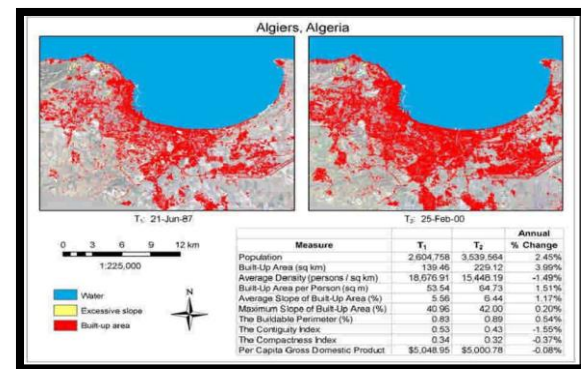 Algiers, Algeria
T₁: 21-Jun-87
T₂: 25-Feb-00
0 3 6 9 12 km
1:225,000
Water
Excessive slope
Built-up area
N
Measure T₁ T₂ Annual % Change
Population 2,604,758 3,539,564 2.45%
Built-Up Area (sq km) 139.46 229.12 3.99%
Average Density (persons / sq km) 18,676.91 15,448.19 -1.49%
Built-Up Area per Person (sq m) 53.54 64.73 1.51%
Average Slope of Built-Up Area (%) 5.56 6.44 1.17%
Maximum Slope of Built-Up Area (%) 40.96 42.00 0.20%
The Buildable Perimeter (%) 0.83 0.89 0.54%
The Contiguity Index 0.53 0.43 -1.55%
The Compactness Index 0.34 0.32 -0.37%
Per Capita Gross Domestic Product $5,048.95 $5,000.78 -0.08%